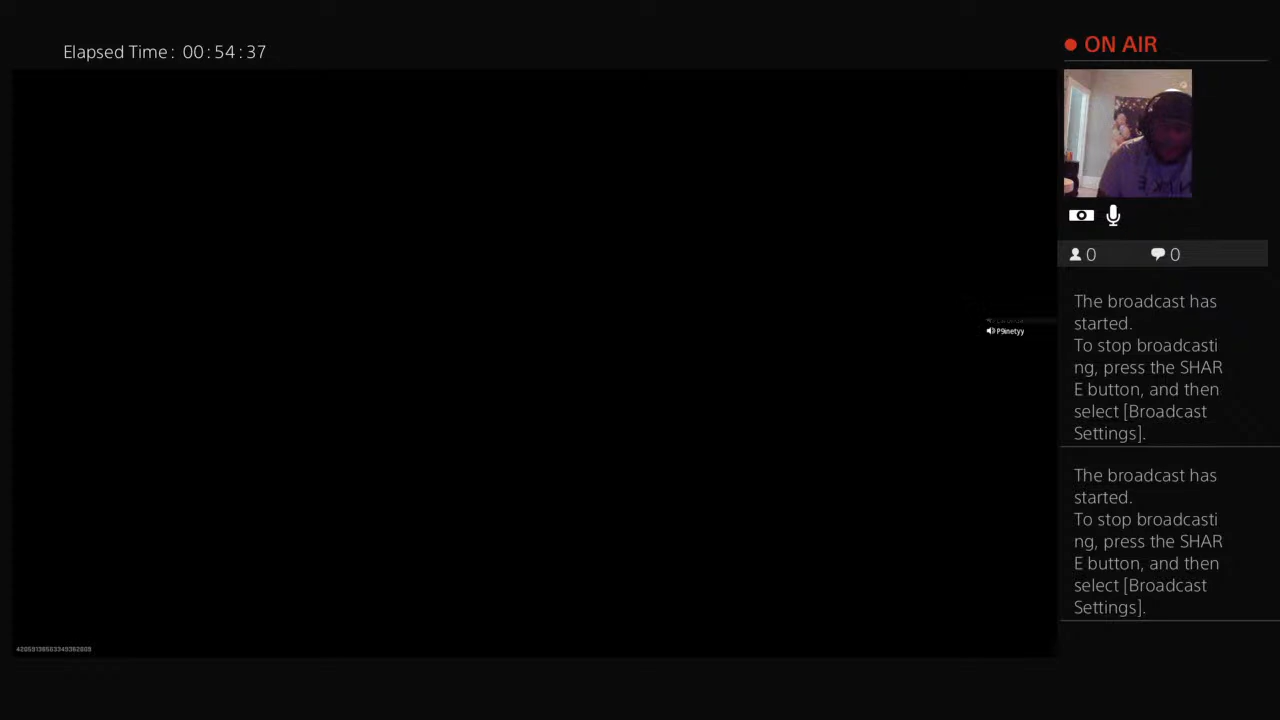 Elapsed Time: 00:54:37
ON AIR
0
0
The broadcast has
started.
To stop broadcasti
ng, press the SHAR
E button, and then
select [Broadcast
Settings].
P9inetyy
The broadcast has
started.
To stop broadcasti
ng, press the SHAR
E button, and then
select [Broadcast
Settings].